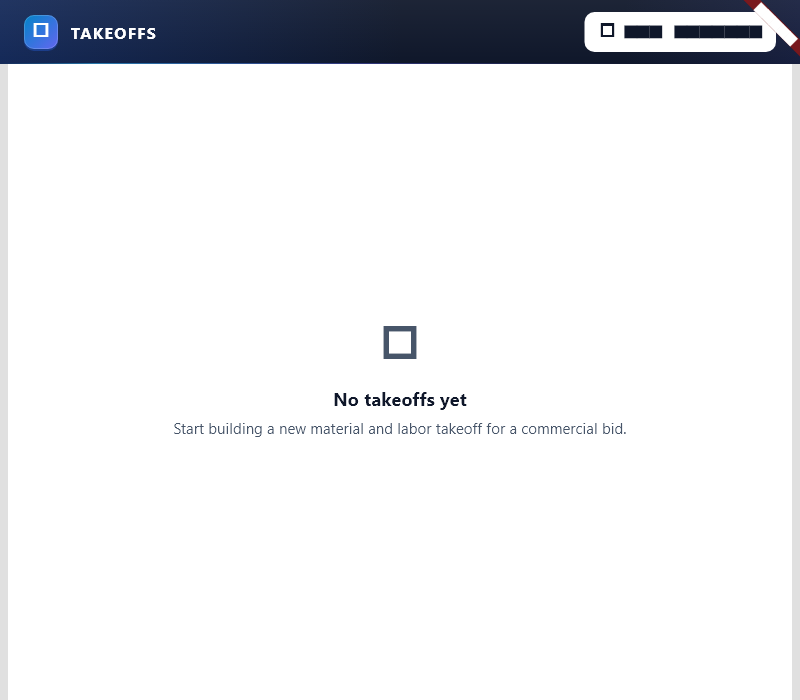 TAKEOFFS
No takeoffs yet
Start building a new material and labor takeoff for a commercial bid.